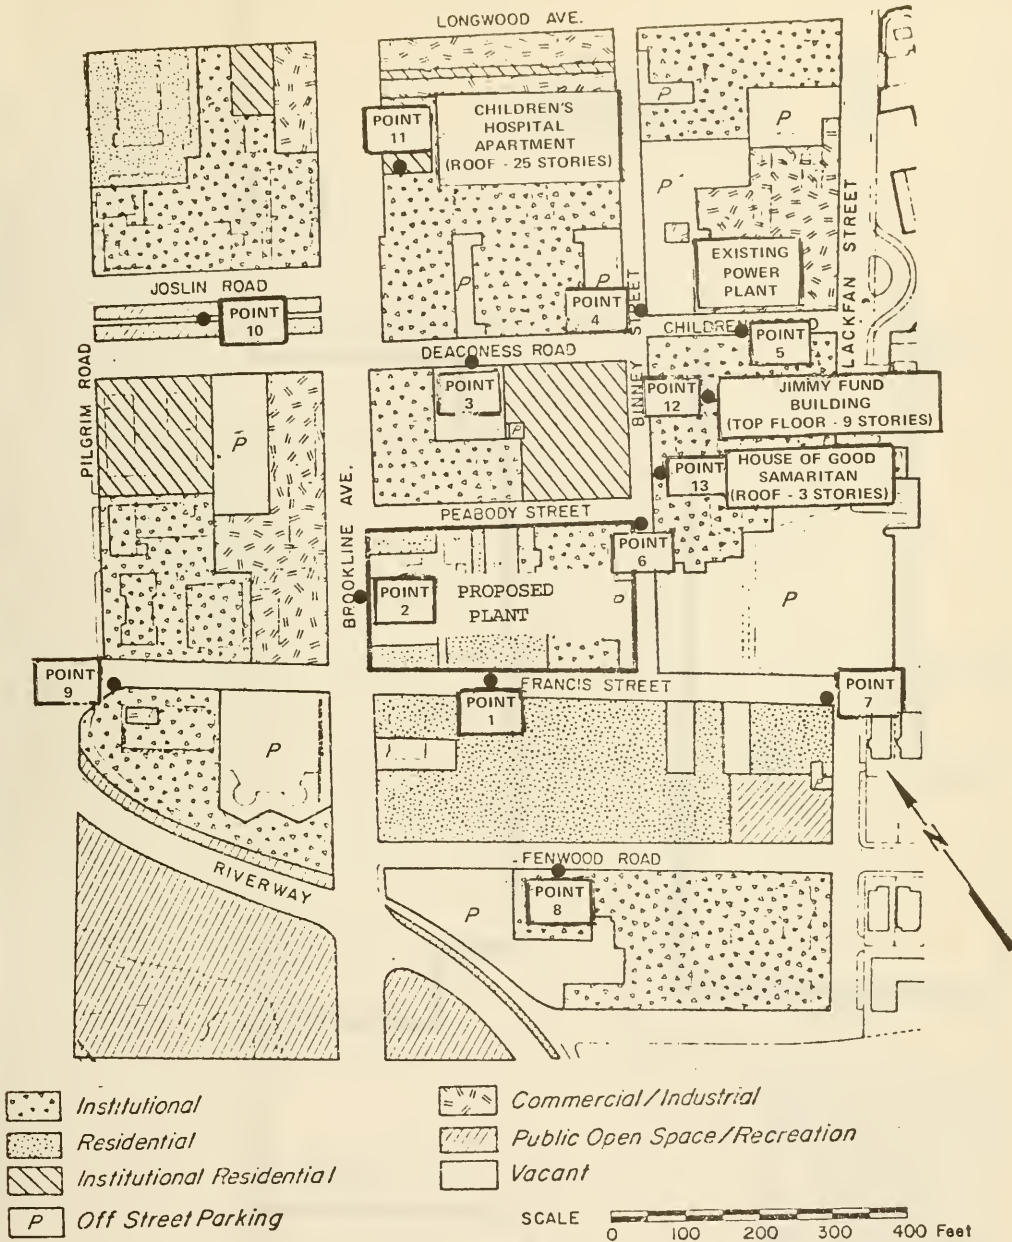 LONGWOOD AVE.
POINT
11
CHILDREN'S
HOSPITAL
APARTMENT
(ROOF - 25 STORIES)
P
P
P
BLACKFAN STREET
EXISTING
POWER
PLANT
JOSLIN ROAD
POINT
10
P
P
POINT
4
BINNEY STREET
CHILDREN
POINT
5
DEACONESS ROAD
POINT
3
P
PILGRIM ROAD
P
POINT
12
JIMMY FUND
BUILDING
(TOP FLOOR - 9 STORIES)
POINT
13
HOUSE OF GOOD
SAMARITAN
(ROOF - 3 STORIES)
BROOKLINE AVE.
PEABODY STREET
POINT
6
POINT
2
PROPOSED
PLANT
P
P
POINT
9
FRANCIS STREET
POINT
1
POINT
7
P
P
N
RIVERWAY
FENWOOD ROAD
POINT
8
P
Institutional
Residential
Institutional Residential
P Off Street Parking
Commercial/Industrial
Public Open Space/Recreation
Vacant
SCALE
0 100 200 300 400 Feet